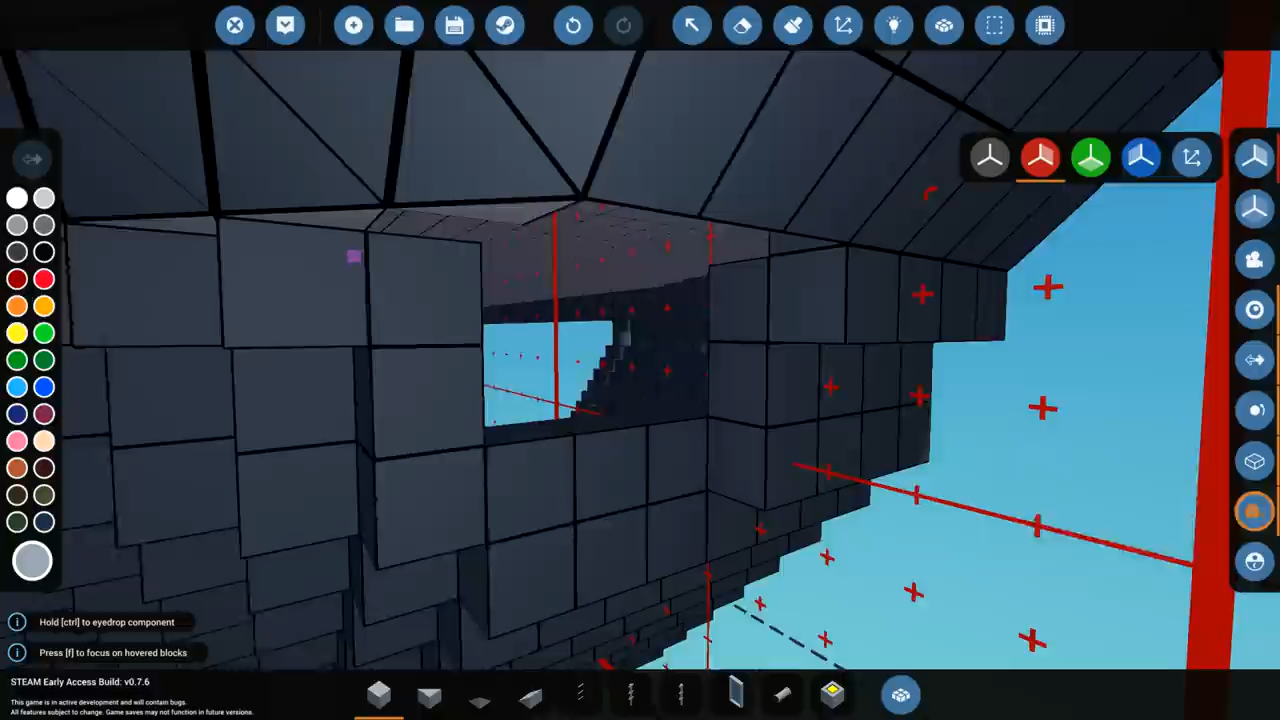 Hold [ctrl] to eyedrop component
Press [f] to focus on hovered blocks
STEAM Early Access Build: v0.7.6
This game is in active development and will contain bugs.
All features subject to change. Game saves may not function in future versions.